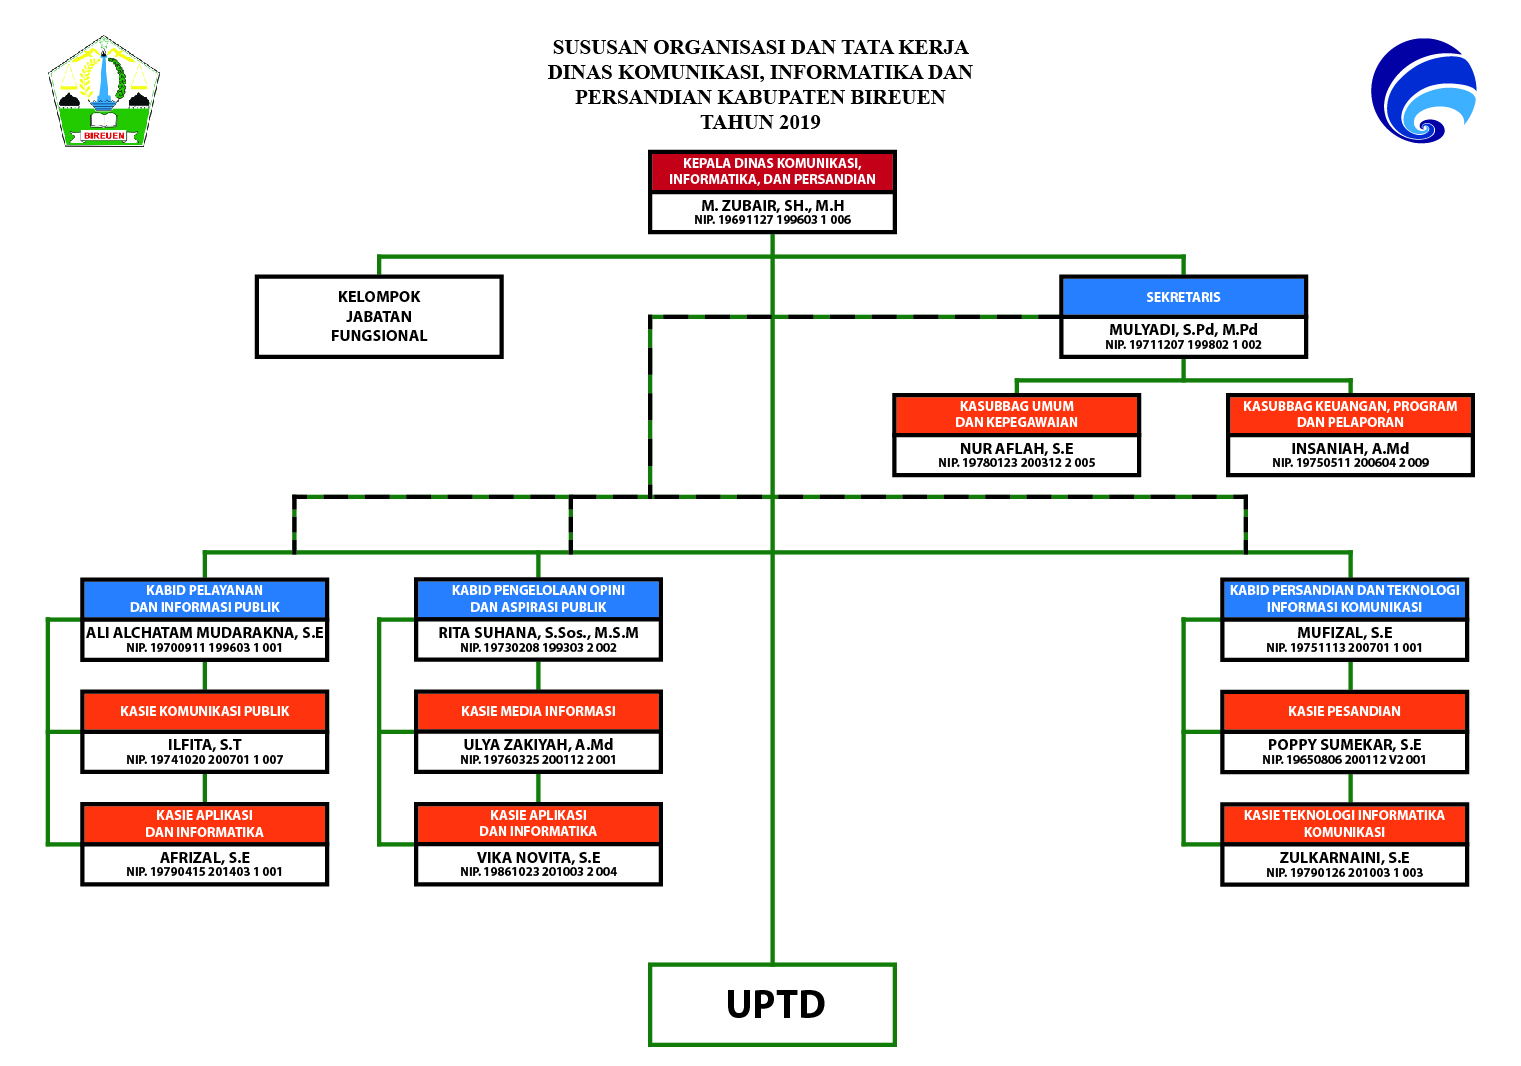 SUSUSAN ORGANISASI DAN TATA KERJA
DINAS KOMUNIKASI, INFORMATIKA DAN
PERSANDIAN KABUPATEN BIREUEN
TAHUN 2019
BIREUEN
KEPALA DINAS KOMUNIKASI,
INFORMATIKA, DAN PERSANDIAN
M. ZUBAIR, SH., M.H
NIP. 19691127 199603 1 006
KELOMPOK
JABATAN
FUNGSIONAL
SEKRETARIS
MULYADI, S.Pd, M.Pd
NIP. 19711207 199802 1 002
KASUBBAG UMUM
DAN KEPEGAWAIAN
NUR AFLAH, S.E
NIP. 19780123 200312 2 005
KASUBBAG KEUANGAN, PROGRAM
DAN PELAPORAN
INSANIAH, A.Md
NIP. 19750511 200604 2 009
KABID PELAYANAN
DAN INFORMASI PUBLIK
ALI ALCHATAM MUDARAKNA, S.E
NIP. 19700911 199603 1 001
KASIE KOMUNIKASI PUBLIK
ILFITA, S.T
NIP. 19741020 200701 1 007
KASIE APLIKASI
DAN INFORMATIKA
AFRIZAL, S.E
NIP. 19790415 201403 1 001
KABID PENGELOLAAN OPINI
DAN ASPIRASI PUBLIK
RITA SUHANA, S.Sos., M.S.M
NIP. 19730208 199303 2 002
KASIE MEDIA INFORMASI
ULYA ZAKIYAH, A.Md
NIP. 19760325 200112 2 001
KASIE APLIKASI
DAN INFORMATIKA
VIKA NOVITA, S.E
NIP. 19861023 201003 2 004
KABID PERSANDIAN DAN TEKNOLOGI
INFORMASI KOMUNIKASI
MUFIZAL, S.E
NIP. 19751113 200701 1 001
KASIE PESANDIAN
POPPY SUMEKAR, S.E
NIP. 19650806 200112 V2 001
KASIE TEKNOLOGI INFORMATIKA
KOMUNIKASI
ZULKARNAINI, S.E
NIP. 19790126 201003 1 003
UPTD